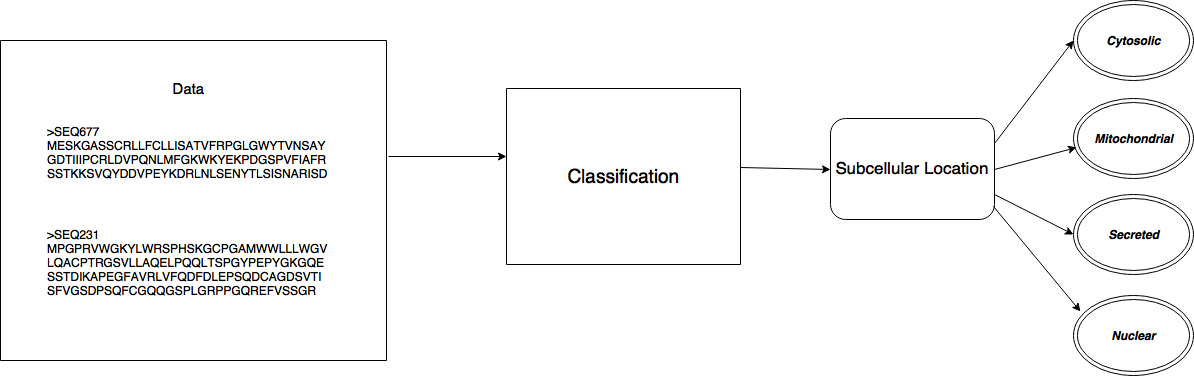 Data
>SEQ677
MESKGASSCRLLFCLLISATVFRPGLGWYTVNSAY
GDTIIIPCRLDVPQNLMFGKWKYEKPDGSPVFIAFR
SSTKKSVQYDDVPEYKDRLNLSENYTLSISNARISD
>SEQ231
MPGPRVWGKYLWRSPHSKGCPGAMWWLLLWGV
LQACPTRGSVLLAQELPQQLTSPGYPEPYGKGQE
SSTDIKAPEGFAVRLVFQDFDLEPSQDCAGDSVTI
SFVGSDPSQFCGQQGSPLGRPPGQREFVSSGR
Classification
Subcellular Location
Cytosolic
Mitochondrial
Secreted
Nuclear